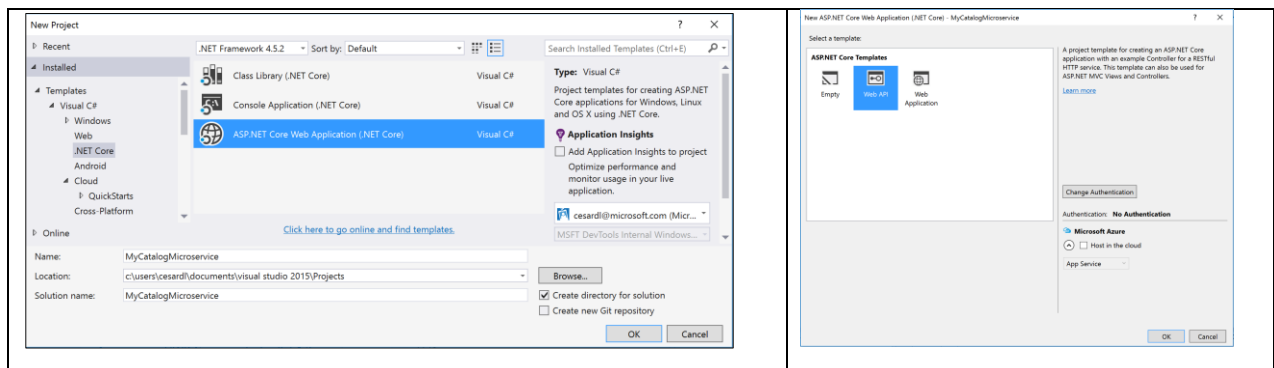 New Project ? ×
Recent
Installed
Templates
Visual C#
Windows
Web
.NET Core
Android
Cloud
QuickStarts
Cross-Platform
Online
.NET Framework 4.5.2 Sort by: Default
Class Library (.NET Core) Visual C#
Console Application (.NET Core) Visual C#
ASP.NET Core Web Application (.NET Core) Visual C#
Click here to go online and find templates.
Search Installed Templates (Ctrl+E)
Type: Visual C#
Project templates for creating ASP.NET
Core applications for Windows, Linux
and OS X using .NET Core.
Application Insights
Add Application Insights to project
Optimize performance and
monitor usage in your live
application.
cesardl@microsoft.com (Micr...
MSFT DevTools Internal Windows...
Name: MyCatalogMicroservice
Location: c:\users\cesardl\documents\visual studio 2015\Projects
Browse...
Solution name: MyCatalogMicroservice
Create directory for solution
Create new Git repository
OK Cancel
New ASP.NET Core Web Application (.NET Core) - MyCatalogMicroservice ? ×
Select a template:
ASP.NET Core Templates
Empty
Web API
Web
Application
A project template for creating an ASP.NET Core
application with an example Controller for a RESTful
HTTP service. This template can also be used for
ASP.NET MVC Views and Controllers.
Learn more
Change Authentication
Authentication: No Authentication
Microsoft Azure
Host in the cloud
App Service
OK Cancel